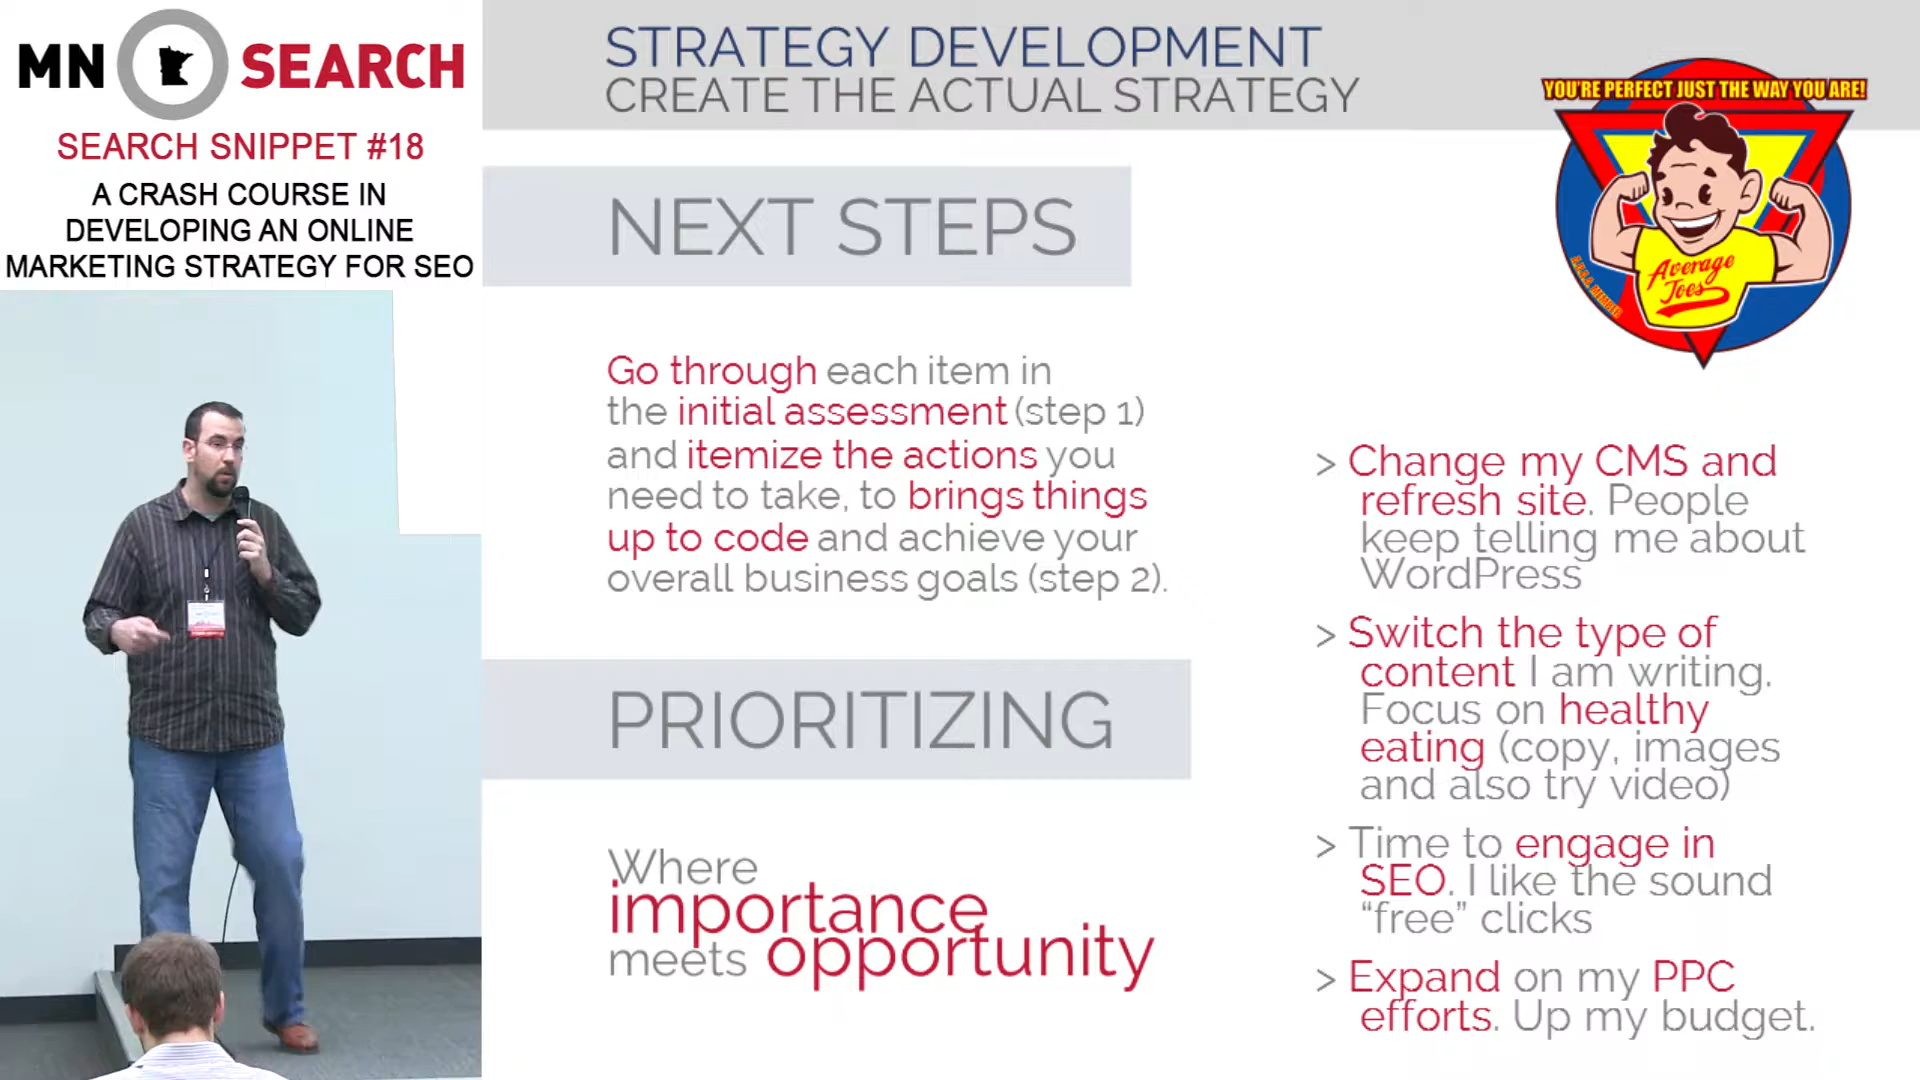 MN SEARCH
SEARCH SNIPPET #18
A CRASH COURSE IN
DEVELOPING AN ONLINE
MARKETING STRATEGY FOR SEO
STRATEGY DEVELOPMENT
CREATE THE ACTUAL STRATEGY
YOU'RE PERFECT JUST THE WAY YOU ARE!
Average
Joes
MEMBER
NEXT STEPS
Go through each item in
the initial assessment (step 1)
and itemize the actions you
need to take, to brings things
up to code and achieve your
overall business goals (step 2).
PRIORITIZING
Where
importance
meets opportunity
> Change my CMS and
refresh site. People
keep telling me about
WordPress
> Switch the type of
content I am writing.
Focus on healthy
eating (copy, images
and also try video)
> Time to engage in
SEO. I like the sound
“free” clicks
> Expand on my PPC
efforts. Up my budget.